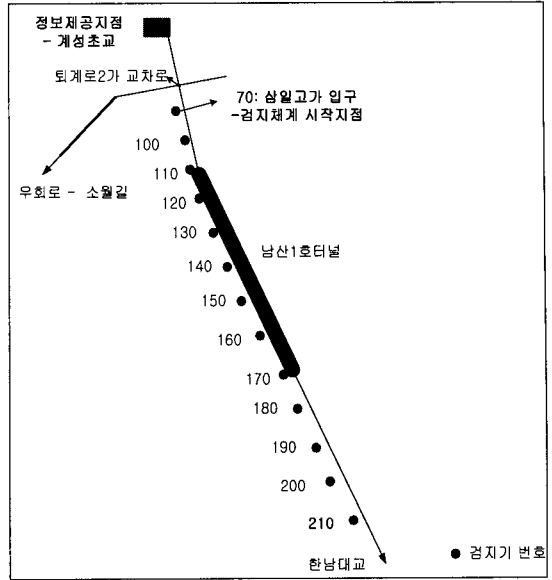 정보제공지점
- 계성초교
퇴계로2가 교차로
70: 삼일고가 입구
-검지체계 시작지점
100
우회로 - 소월길
110
120
130
남산1호터널
140
150
160
170
180
190
200
210
검지기 번호
한남대교